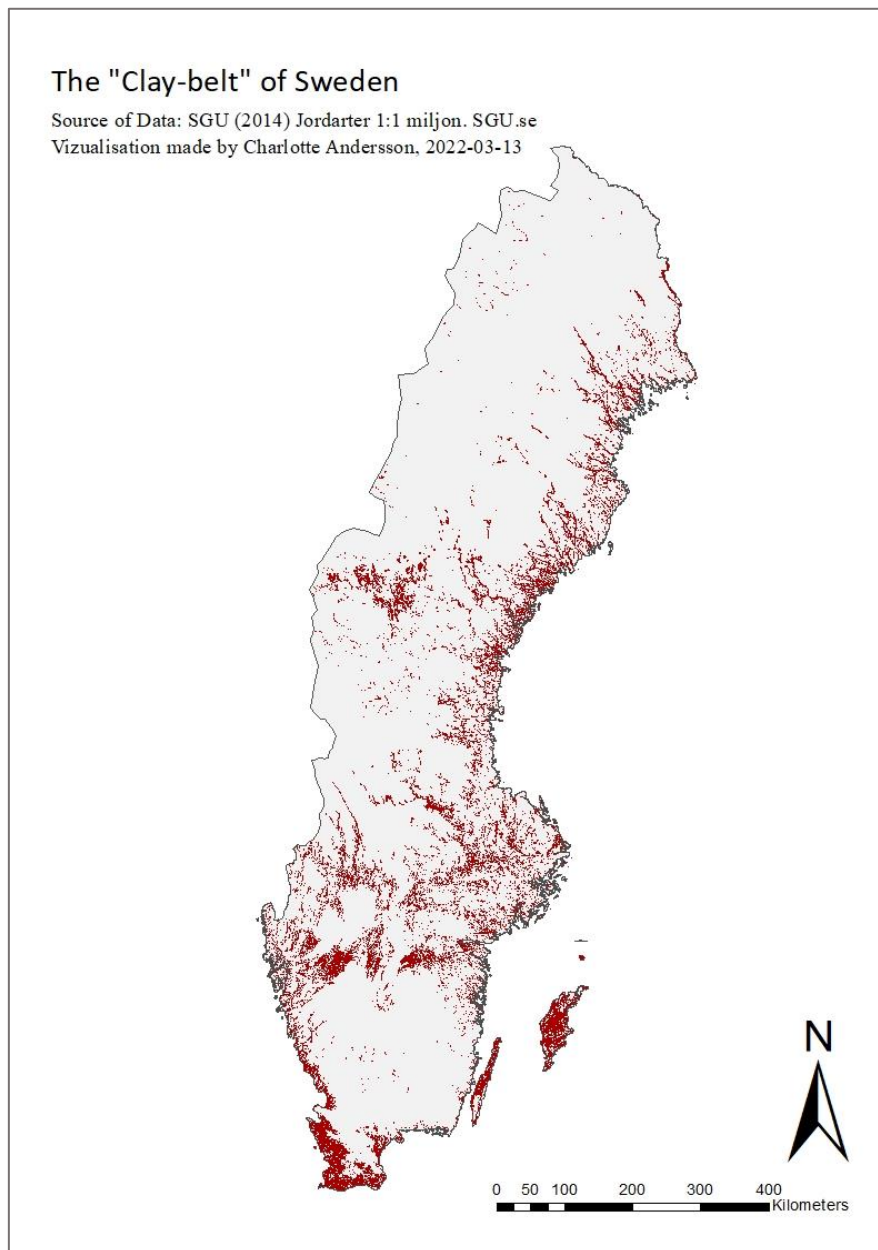 The "Clay-belt" of Sweden
Source of Data: SGU (2014) Jordarter 1:1 miljon. SGU.se
Vizualisation made by Charlotte Andersson, 2022-03-13
N
0 50 100 200 300 400
Kilometers